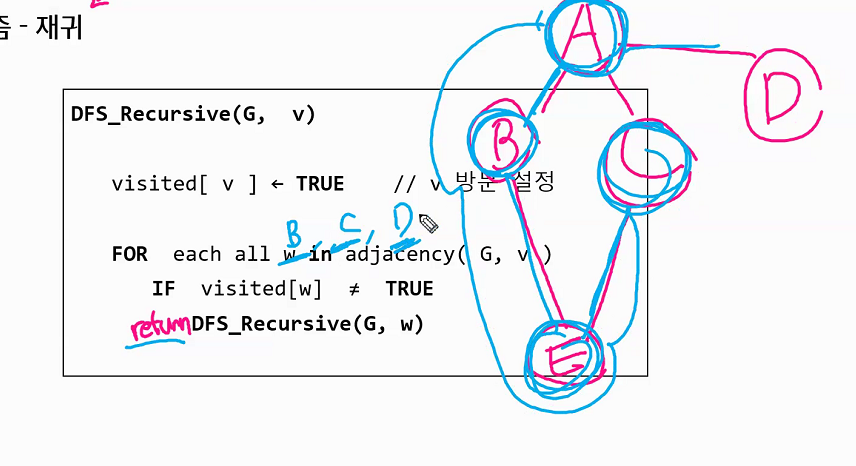 즘 - 재귀
A
D
DFS_Recursive(G, v)
B
C
visited[ v ] ← TRUE // v 방문 설정
B, C, D
FOR each all w in adjacency( G, v )
IF visited[w] ≠ TRUE
return DFS_Recursive(G, w)
E